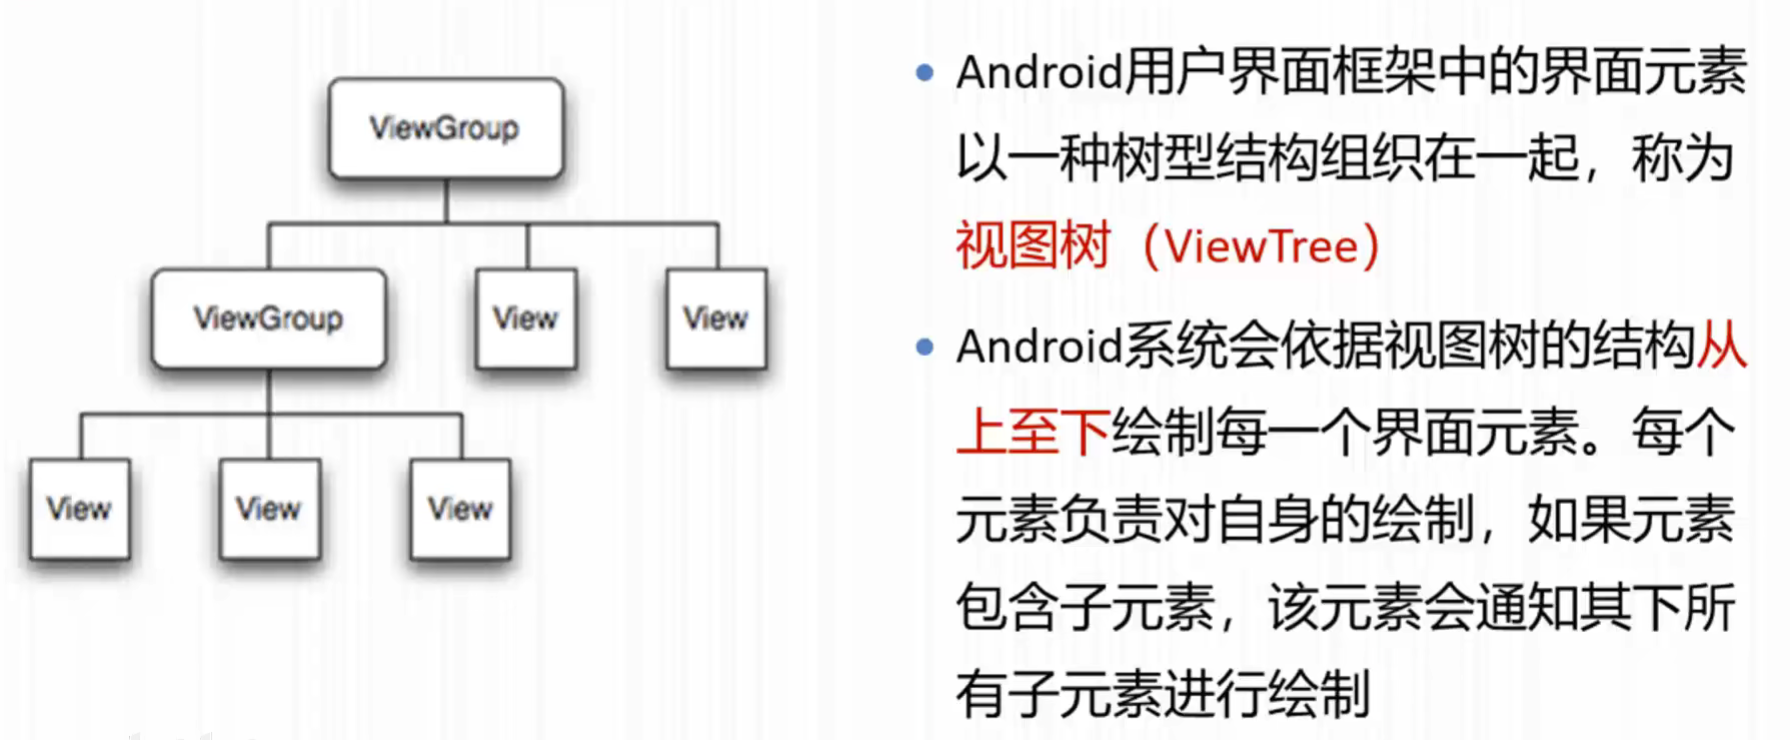 ViewGroup
ViewGroup
View
View
View
View
View
Android用户界面框架中的界面元素
以一种树型结构组织在一起，称为
视图树（ViewTree）
Android系统会依据视图树的结构从
上至下绘制每一个界面元素。每个
元素负责对自身的绘制，如果元素
包含子元素，该元素会通知其下所
有子元素进行绘制